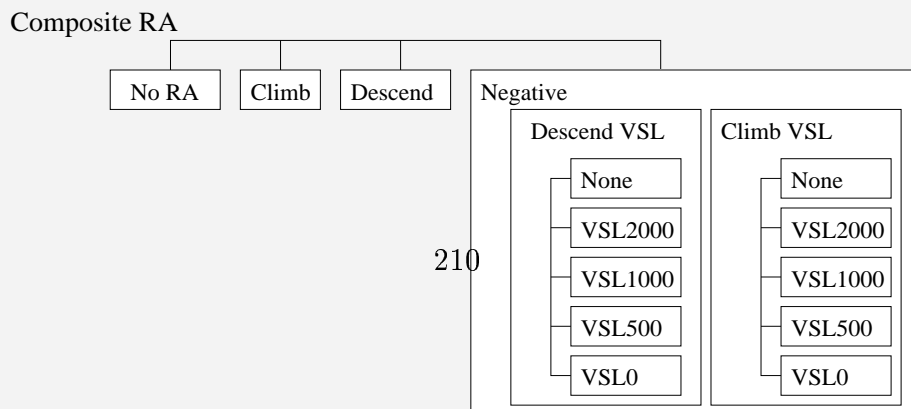 Composite RA
No RA
Climb
Descend
Negative
Descend VSL
None
VSL2000
VSL1000
VSL500
VSL0
Climb VSL
None
VSL2000
VSL1000
VSL500
VSL0
210